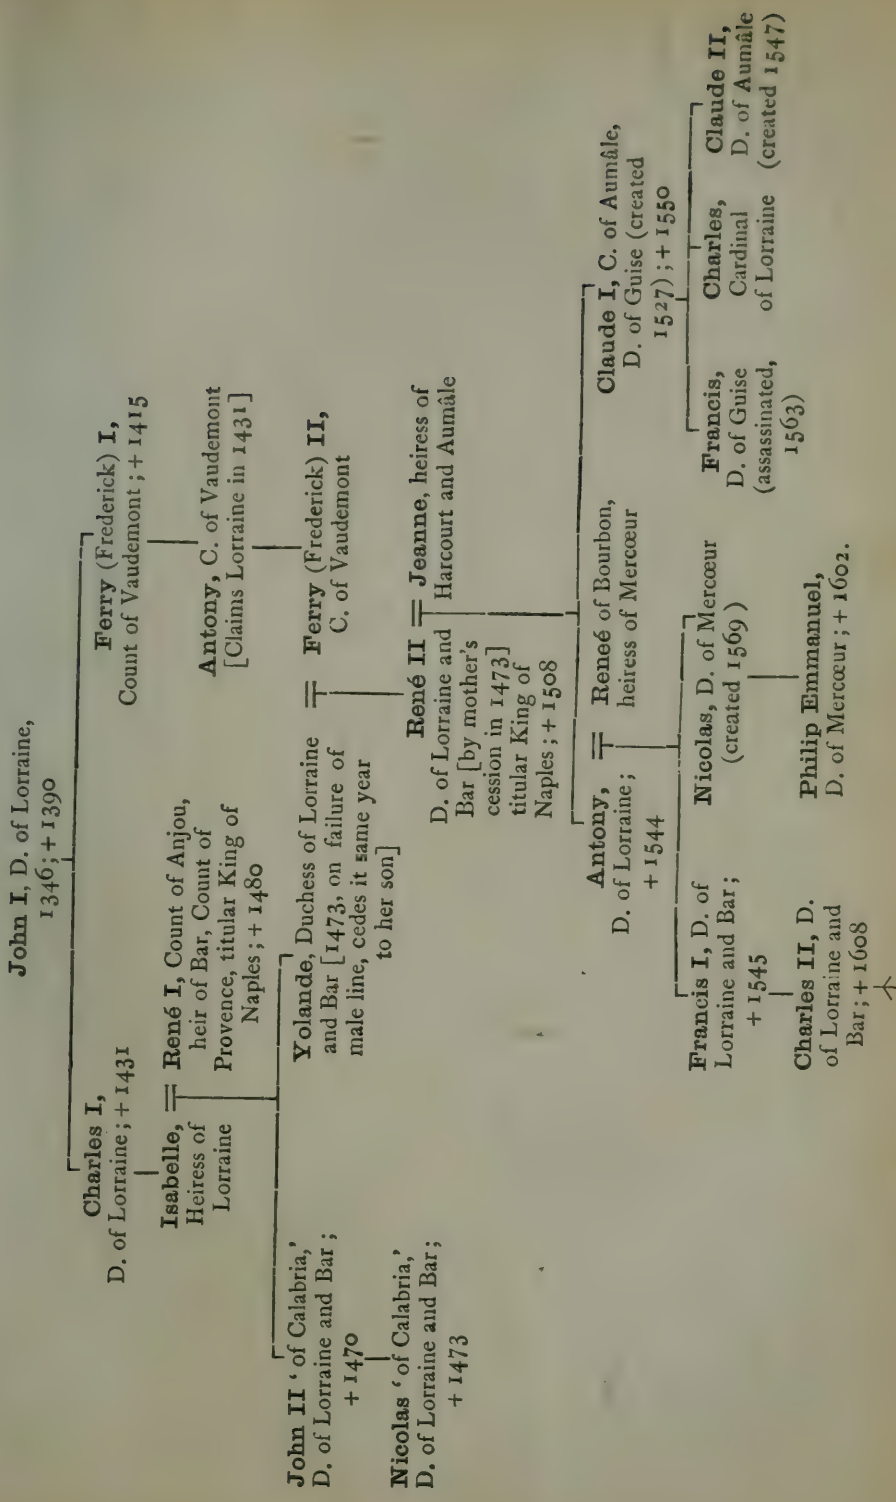 John I, D. of Lorraine,
1346; + 1390
Charles I,
D. of Lorraine; + 1431
Ferry (Frederick) I,
Count of Vaudemont; + 1415
Isabelle,
Heiress of
Lorraine
=
René I, Count of Anjou,
heir of Bar, Count of
Provence, titular King of
Naples; + 1480
Antony, C. of Vaudemont
[Claims Lorraine in 1431]
John II ‘ of Calabria,’
D. of Lorraine and Bar;
+ 1470
Yolande, Duchess of Lorraine
and Bar [1473, on failure of
male line, cedes it same year
to her son]
=
Ferry (Frederick) II,
C. of Vaudemont
Nicolas ‘ of Calabria,’
D. of Lorraine and Bar;
+ 1473
René II
D. of Lorraine and
Bar [by mother's
cession in 1473]
titular King of
Naples; + 1508
=
Jeanne, heiress of
Harcourt and Aumâle
Antony,
D. of Lorraine;
+ 1544
=
Reneé of Bourbon,
heiress of Mercœur
Claude I, C. of Aumâle,
D. of Guise (created
1527); + 1550
Francis I, D. of
Lorraine and Bar;
+ 1545
Nicolas, D. of Mercœur
(created 1569)
Francis,
D. of Guise
(assassinated,
1563)
Charles,
Cardinal
of Lorraine
Claude II,
D. of Aumâle
(created 1547)
Charles II, D.
of Lorraine and
Bar; + 1608
Philip Emmanuel,
D. of Mercœur; + 1602.